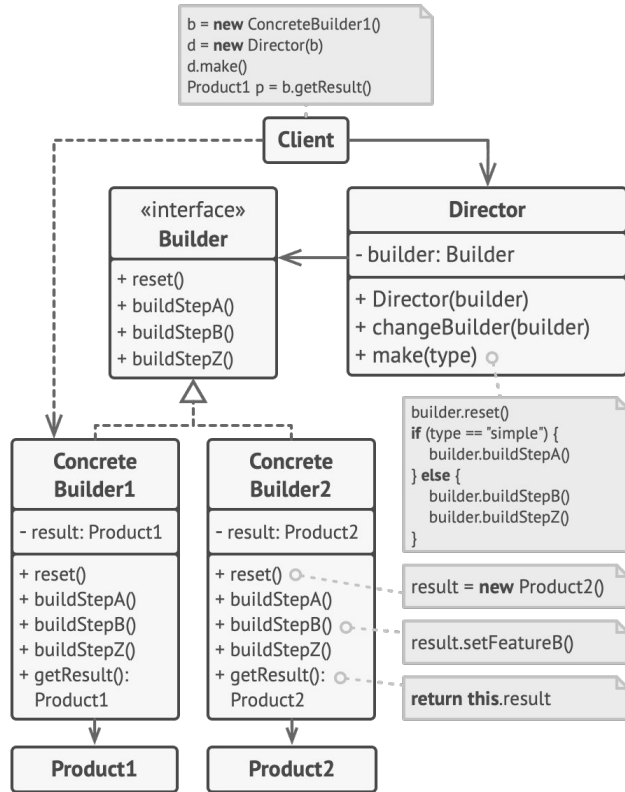 b = new ConcreteBuilder1()
d = new Director(b)
d.make()
Product1 p = b.getResult()
Client
«interface»
Builder
+ reset()
+ buildStepA()
+ buildStepB()
+ buildStepZ()
Director
- builder: Builder
+ Director(builder)
+ changeBuilder(builder)
+ make(type)
builder.reset()
if (type == "simple") {
builder.buildStepA()
} else {
builder.buildStepB()
builder.buildStepZ()
}
Concrete
Builder1
- result: Product1
+ reset()
+ buildStepA()
+ buildStepB()
+ buildStepZ()
+ getResult():
Product1
Concrete
Builder2
- result: Product2
+ reset()
+ buildStepA()
+ buildStepB()
+ buildStepZ()
+ getResult():
Product2
result = new Product2()
result.setFeatureB()
return this.result
Product1
Product2